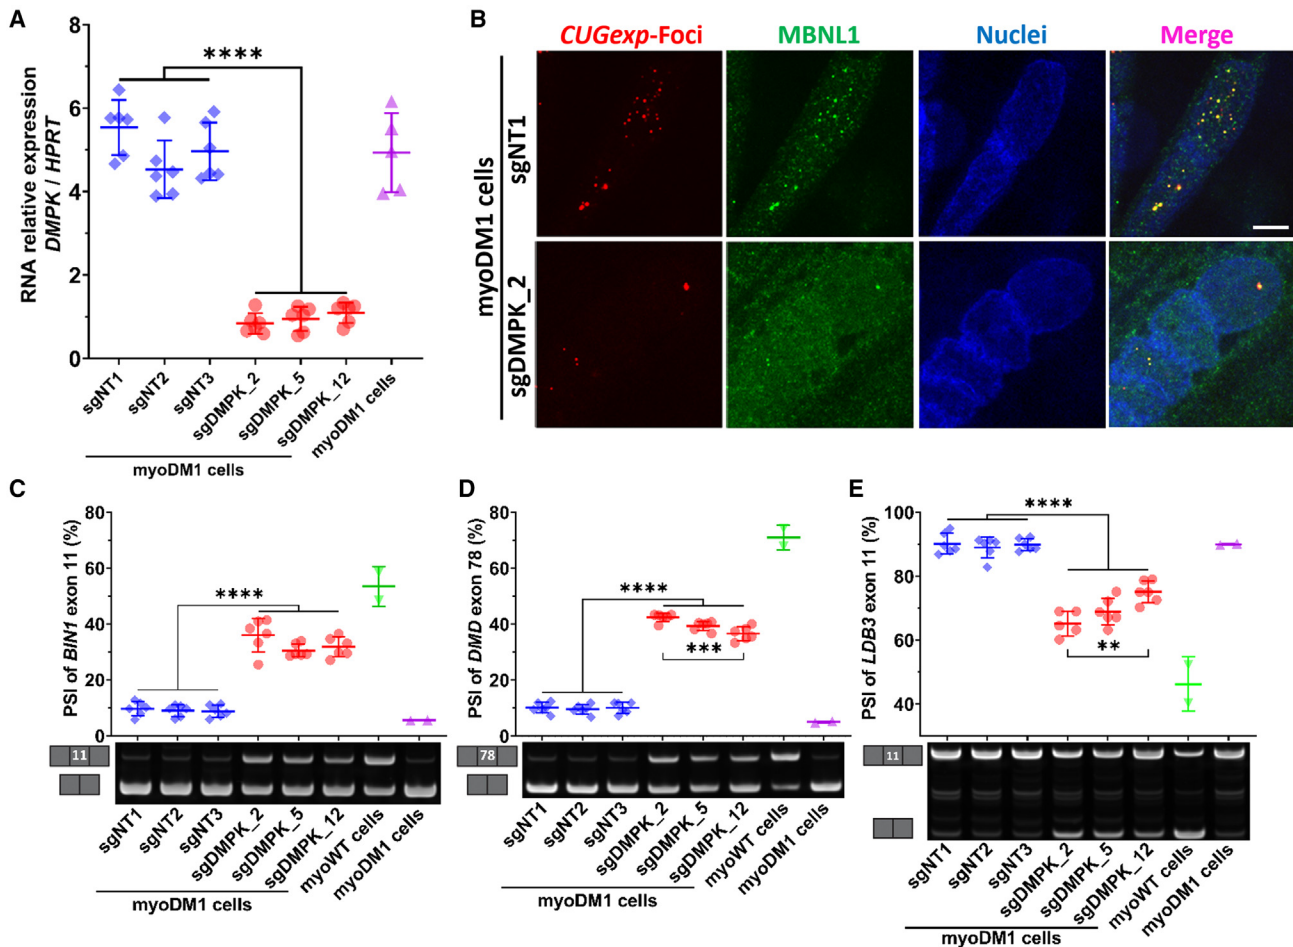 A
8
6
4
2
0
RNA relative expression
DMPK / HPRT
****
sgNT1
sgNT2
sgNT3
sgDMPK_2
sgDMPK_5
sgDMPK_12
myoDM1 cells
myoDM1 cells
B
CUGexp-Foci
MBNL1
Nuclei
Merge
myoDM1 cells
sgNT1
sgDMPK_2
C
80
60
40
20
0
PSI of BIN1 exon 11 (%)
****
11
sgNT1
sgNT2
sgNT3
sgDMPK_2
sgDMPK_5
sgDMPK_12
myoWT cells
myoDM1 cells
myoDM1 cells
D
80
60
40
20
0
PSI of DMD exon 78 (%)
****
***
78
sgNT1
sgNT2
sgNT3
sgDMPK_2
sgDMPK_5
sgDMPK_12
myoWT cells
myoDM1 cells
myoDM1 cells
E
100
80
60
40
PSI of LDB3 exon 11 (%)
****
**
11
sgNT1
sgNT2
sgNT3
sgDMPK_2
sgDMPK_5
sgDMPK_12
myoWT cells
myoDM1 cells
myoDM1 cells